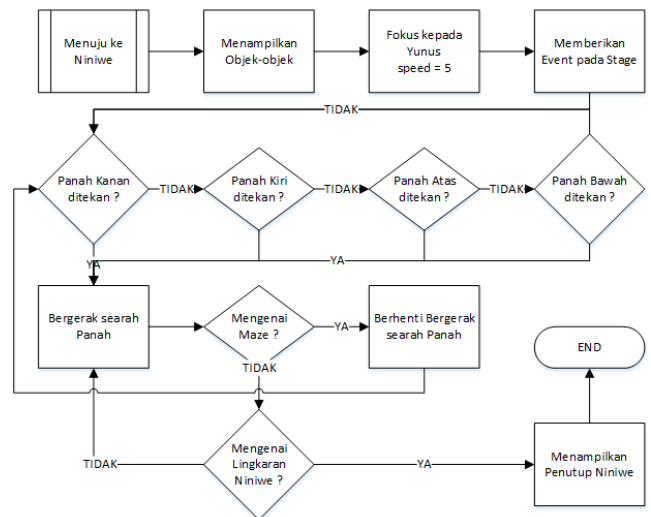 Menuju ke
Niniwe
Menampilkan
Objek-objek
Fokus kepada
Yunus
speed = 5
Memberikan
Event pada Stage
TIDAK
Panah Kanan
ditekan ?
TIDAK
Panah Kiri
ditekan ?
TIDAK
Panah Atas
ditekan ?
TIDAK
Panah Bawah
ditekan ?
YA
YA
Bergerak searah
Panah
Mengenai
Maze ?
YA
Berhenti Bergerak
searah Panah
END
TIDAK
TIDAK
Mengenai
Lingkaran
Niniwe ?
YA
Menampilkan
Penutup Niniwe